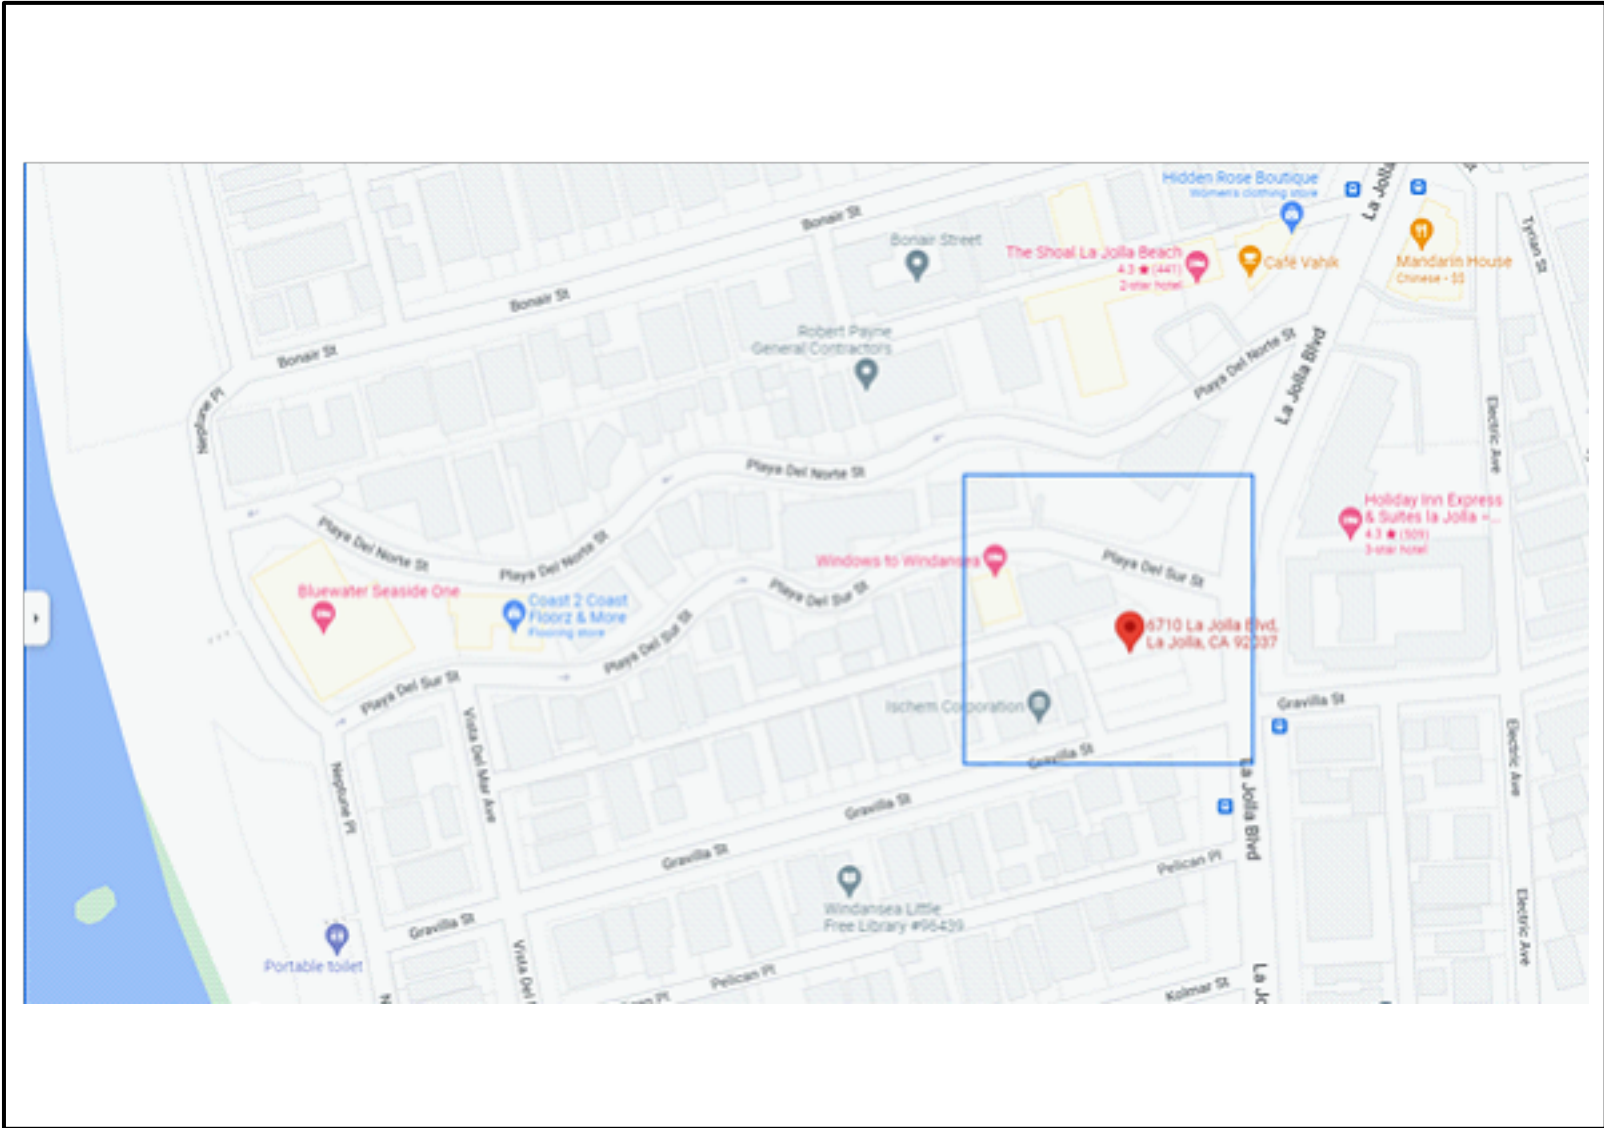 Hidden Rose Boutique
Women's clothing store
La Jolla
Tyrian St
Bonair St
Bonair Street
The Shoal La Jolla Beach
4.3 ★ (441)
2-star hotel
Café Vahik
Mandarin House
Chinese • $$
Bonair St
Robert Payne
General Contractors
Bonair St
Playa Del Norte St
La Jolla Blvd
Neptune Pl
Electric Ave
Playa Del Norte St
Holiday Inn Express
& Suites la Jolla –...
4.3 ★ (509)
3-star hotel
Playa Del Norte St
Playa Del Norte St
Windows to Windansea
Playa Del Sur St
Bluewater Seaside One
Coast 2 Coast
Floorz & More
Flooring store
Playa Del Sur St
Playa Del Sur St
6710 La Jolla Blvd,
La Jolla, CA 92037
Playa Del Sur St
Ischem Corporation
Gravilla St
Vista Del Mar Ave
Gravilla St
Electric Ave
Neptune Pl
La Jolla Blvd
Gravilla St
Gravilla St
Pelican Pl
Windansea Little
Free Library #96439
Gravilla St
Electric Ave
Portable toilet
Vista Del
Pelican Pl
Kolmar St
La Jo
N